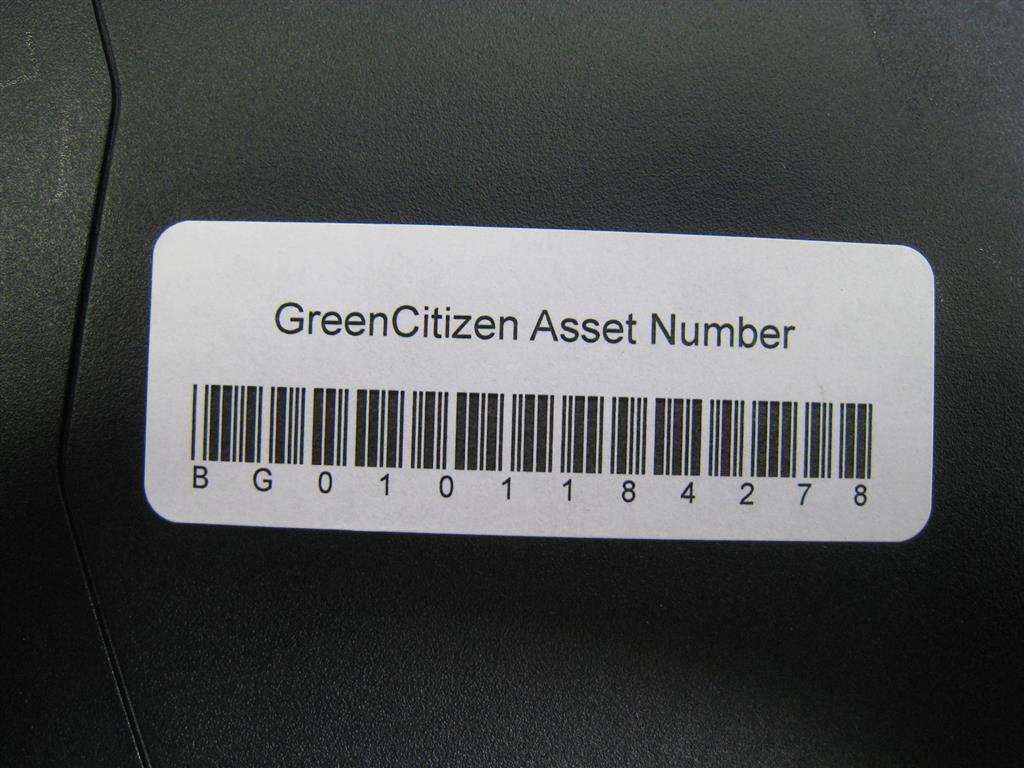 GreenCitizen Asset Number
B G 0 1 0 1 1 8 4 2 7 8